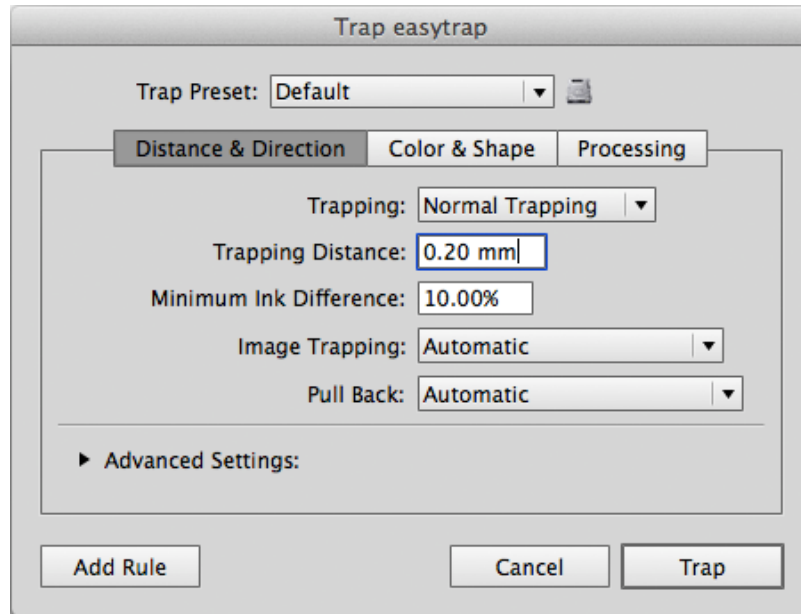 Trap easytrap
Trap Preset: Default
Distance & Direction Color & Shape Processing
Trapping: Normal Trapping
Trapping Distance: 0.20 mm
Minimum Ink Difference: 10.00%
Image Trapping: Automatic
Pull Back: Automatic
Advanced Settings:
Add Rule Cancel Trap